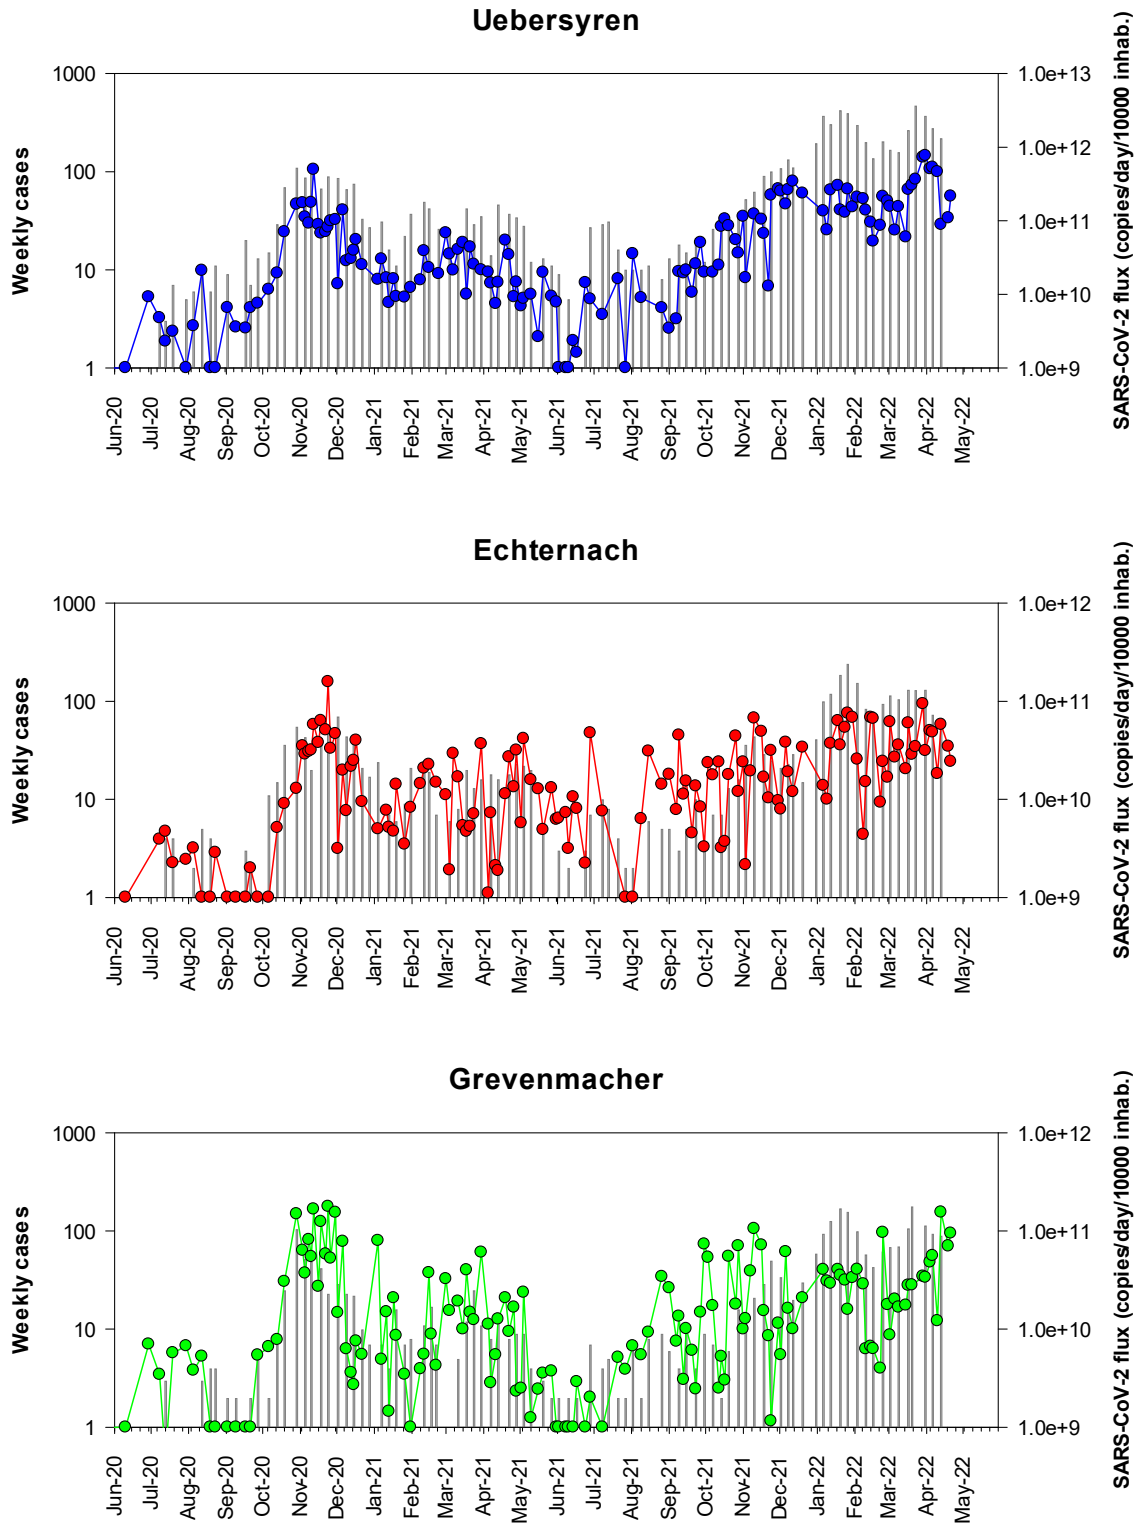 Uebersyren
Weekly cases
1000
100
10
1
1.0e+13
1.0e+12
1.0e+11
1.0e+10
1.0e+9
SARS-CoV-2 flux (copies/day/10000 inhab.)
Jun-20
Jul-20
Aug-20
Sep-20
Oct-20
Nov-20
Dec-20
Jan-21
Feb-21
Mar-21
Apr-21
May-21
Jun-21
Jul-21
Aug-21
Sep-21
Oct-21
Nov-21
Dec-21
Jan-22
Feb-22
Mar-22
Apr-22
May-22
Echternach
Weekly cases
1000
100
10
1
1.0e+12
1.0e+11
1.0e+10
1.0e+9
SARS-CoV-2 flux (copies/day/10000 inhab.)
Jun-20
Jul-20
Aug-20
Sep-20
Oct-20
Nov-20
Dec-20
Jan-21
Feb-21
Mar-21
Apr-21
May-21
Jun-21
Jul-21
Aug-21
Sep-21
Oct-21
Nov-21
Dec-21
Jan-22
Feb-22
Mar-22
Apr-22
May-22
Grevenmacher
Weekly cases
1000
100
10
1
1.0e+12
1.0e+11
1.0e+10
1.0e+9
SARS-CoV-2 flux (copies/day/10000 inhab.)
Jun-20
Jul-20
Aug-20
Sep-20
Oct-20
Nov-20
Dec-20
Jan-21
Feb-21
Mar-21
Apr-21
May-21
Jun-21
Jul-21
Aug-21
Sep-21
Oct-21
Nov-21
Dec-21
Jan-22
Feb-22
Mar-22
Apr-22
May-22